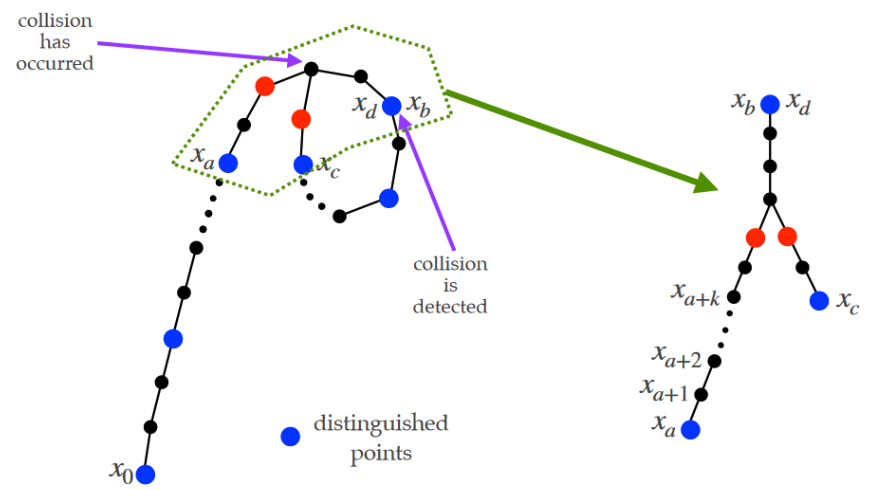 collision
has
occurred
x_d x_b
x_a
x_c
x_0
collision
is
detected
distinguished
points
x_b x_d
x_{a+k}
x_c
x_{a+2}
x_{a+1}
x_a